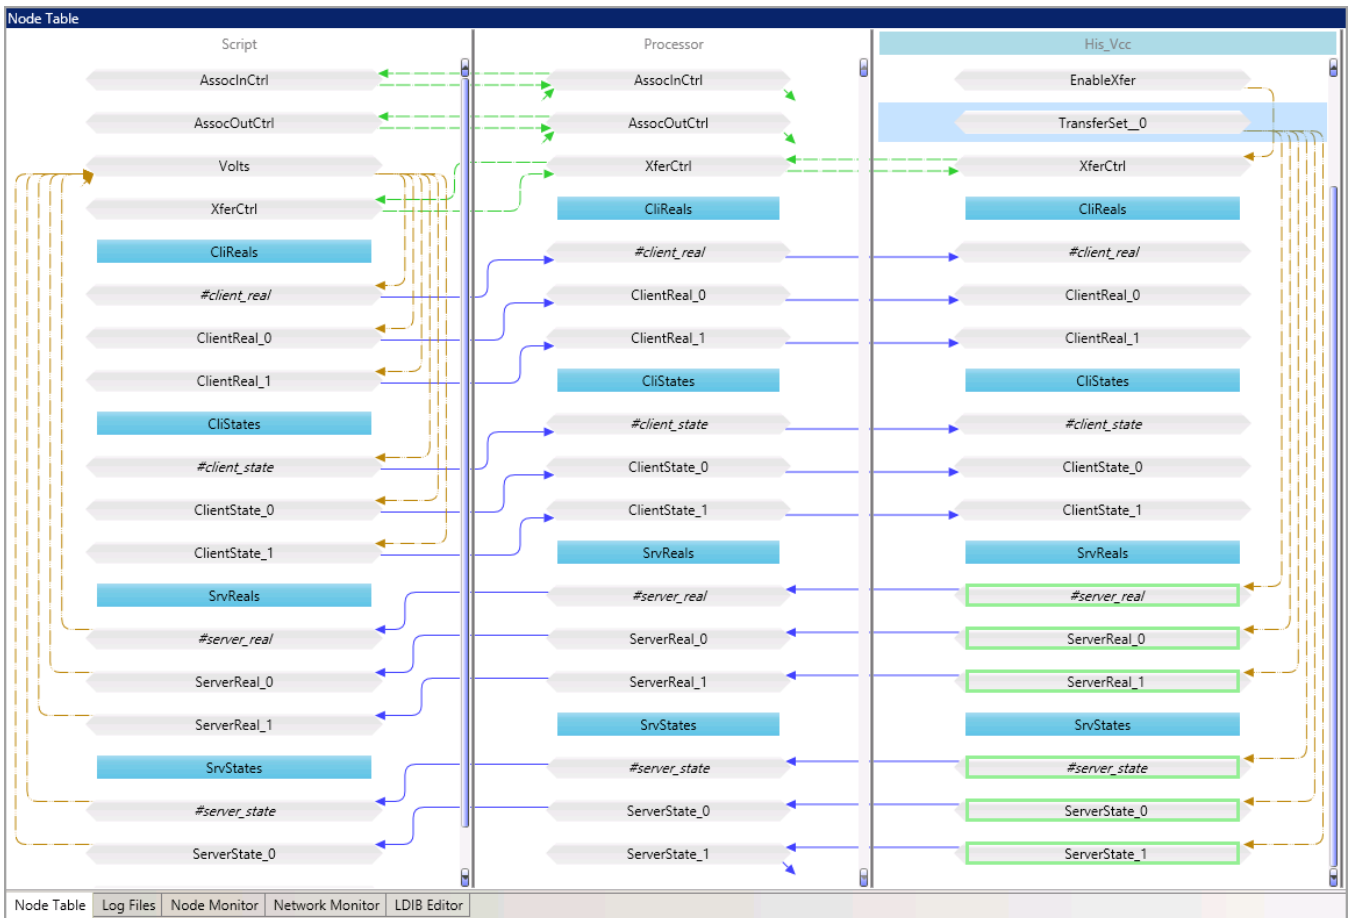 Node Table
Script
AssocInCtrl
AssocOutCtrl
Volts
XferCtrl
CliReals
#client_real
ClientReal_0
ClientReal_1
CliStates
#client_state
ClientState_0
ClientState_1
SrvReals
#server_real
ServerReal_0
ServerReal_1
SrvStates
#server_state
ServerState_0
Processor
AssocInCtrl
AssocOutCtrl
XferCtrl
CliReals
#client_real
ClientReal_0
ClientReal_1
CliStates
#client_state
ClientState_0
ClientState_1
SrvReals
#server_real
ServerReal_0
ServerReal_1
SrvStates
#server_state
ServerState_0
ServerState_1
His_Vcc
EnableXfer
TransferSet__0
XferCtrl
CliReals
#client_real
ClientReal_0
ClientReal_1
CliStates
#client_state
ClientState_0
ClientState_1
SrvReals
#server_real
ServerReal_0
ServerReal_1
SrvStates
#server_state
ServerState_0
ServerState_1
Node Table Log Files Node Monitor Network Monitor LDIB Editor